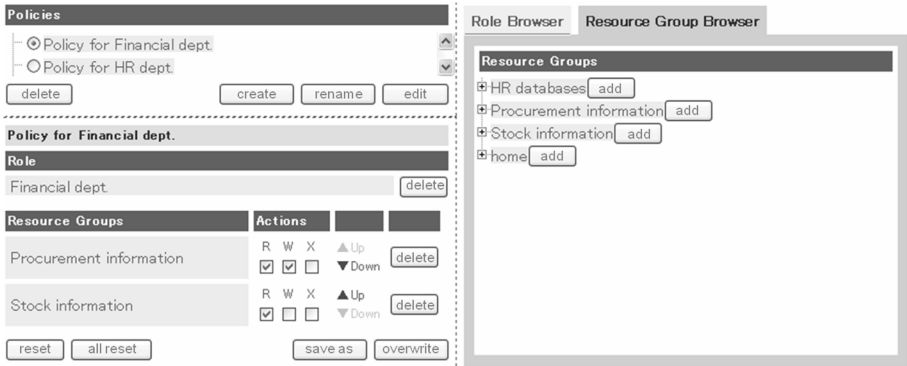 Policies
Policy for Financial dept.
Policy for HR dept.
delete create rename edit
Policy for Financial dept.
Role
Financial dept. delete
Resource Groups Actions
R W X Up
Procurement information Down delete
R W X Up
Stock information Down delete
reset all reset save as overwrite
Role Browser Resource Group Browser
Resource Groups
HR databases add
Procurement information add
Stock information add
home add